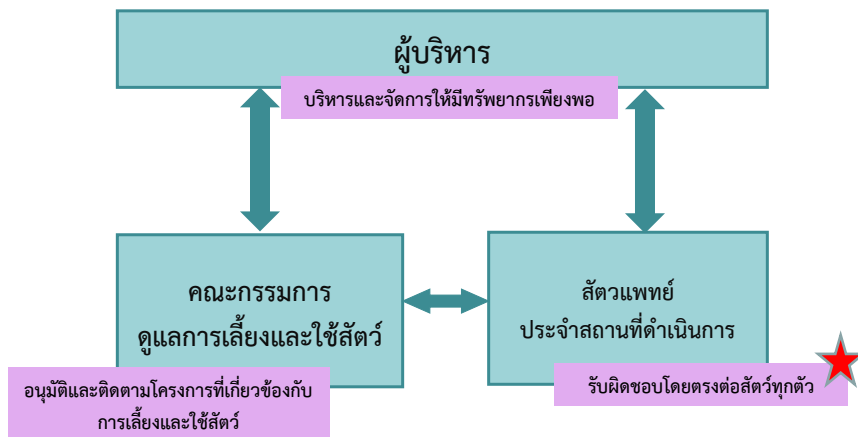 ผู้บริหาร
บริหารและจัดการให้มีทรัพยากรเพียงพอ
คณะกรรมการ
ดูแลการเลี้ยงและใช้สัตว์
อนุมัติและติดตามโครงการที่เกี่ยวข้องกับ
การเลี้ยงและใช้สัตว์
สัตวแพทย์
ประจำสถานที่ดำเนินการ
รับผิดชอบโดยตรงต่อสัตว์ทุกตัว